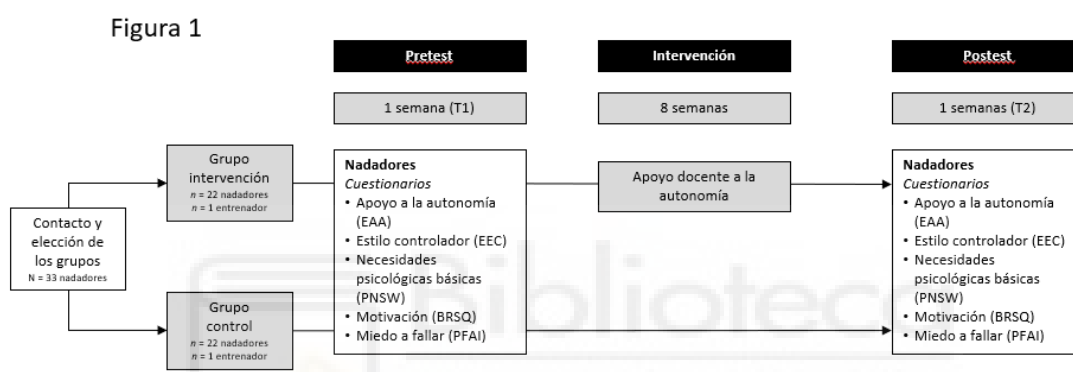 Figura 1
Pretest
Intervención
Postest
1 semana (T1)
8 semanas
1 semanas (T2)
Contacto y
elección de
los grupos
N = 33 nadadores
Grupo
intervención
n = 22 nadadores
n = 1 entrenador
Grupo
control
n = 22 nadadores
n = 1 entrenador
Nadadores
Cuestionarios
• Apoyo a la autonomía
(EAA)
• Estilo controlador (EEC)
• Necesidades
psicológicas básicas
(PNSW)
• Motivación (BRSQ)
• Miedo a fallar (PFAI)
Apoyo docente a la
autonomía
Nadadores
Cuestionarios
• Apoyo a la autonomía
(EAA)
• Estilo controlador (EEC)
• Necesidades
psicológicas básicas
(PNSW)
• Motivación (BRSQ)
• Miedo a fallar (PFAI)
Biblioteca